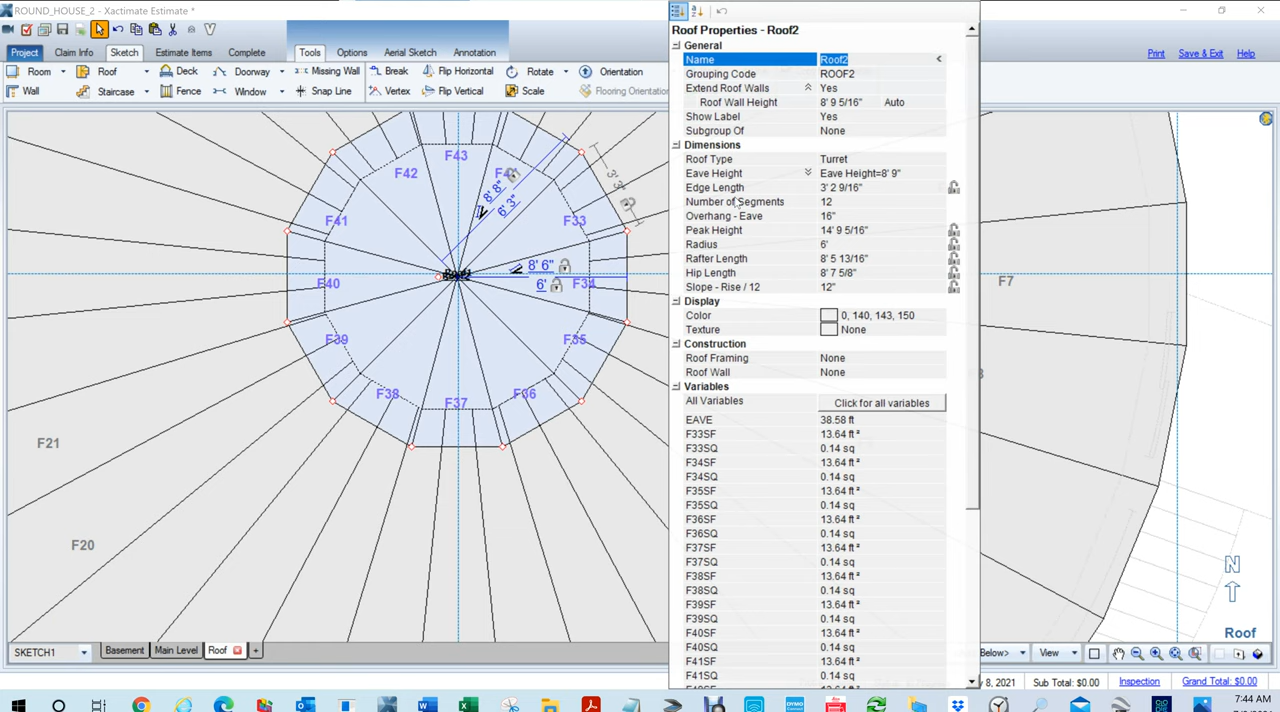 ROUND_HOUSE_2 - Xactimate Estimate *
Project Claim Info Sketch Estimate Items Complete Tools Options Aerial Sketch Annotation
Print Save & Exit Help
Room Roof Deck Doorway Missing Wall Break Flip Horizontal Rotate Orientation
Wall Staircase Fence Window Snap Line Vertex Flip Vertical Scale Flooring Orientation
Roof Properties - Roof2
General
Name Roof2
Grouping Code ROOF2
Extend Roof Walls Yes
Roof Wall Height 8' 9 5/16" Auto
Show Label Yes
Subgroup Of None
Dimensions
Roof Type Turret
Eave Height Eave Height=8' 9"
Edge Length 3' 2 9/16"
Number of Segments 12
Overhang - Eave 16"
Peak Height 14' 9 5/16"
Radius 6'
Rafter Length 8' 5 13/16"
Hip Length 8' 7 5/8"
Slope - Rise / 12 12"
Display
Color 0, 140, 143, 150
Texture None
Construction
Roof Framing None
Roof Wall None
Variables
All Variables Click for all variables
EAVE 38.58 ft
F33SF 13.64 ft²
F33SQ 0.14 sq
F34SF 13.64 ft²
F34SQ 0.14 sq
F35SF 13.64 ft²
F35SQ 0.14 sq
F36SF 13.64 ft²
F36SQ 0.14 sq
F37SF 13.64 ft²
F37SQ 0.14 sq
F38SF 13.64 ft²
F38SQ 0.14 sq
F39SF 13.64 ft²
F39SQ 0.14 sq
F40SF 13.64 ft²
F40SQ 0.14 sq
F41SF 13.64 ft²
F41SQ 0.14 sq
F43
F42
8' 8"
6' 3"
3' 3"
F41
F33
8' 6"
6'
F40
F34
F39
F35
F38
F37
F36
F21
F20
F7
N
Roof
SKETCH1 Basement Main Level Roof
Below> View
8, 2021 Sub Total: $0.00 Inspection Grand Total: $0.00
7:44 AM